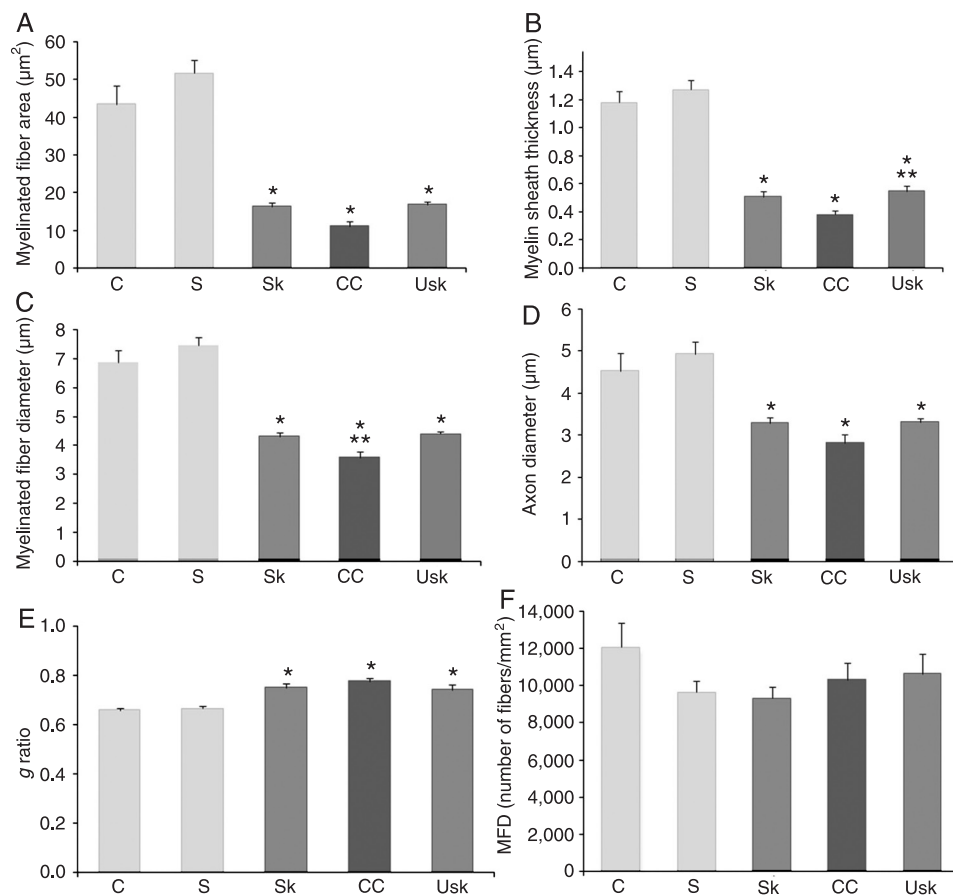 A
Myelinated fiber area (µm²)
60
50
40
30
20
10
0
* * *
C S Sk CC Usk
B
Myelin sheath thickness (µm)
1.4
1.2
1.0
0.8
0.6
0.4
0.2
0.0
* * *
**
C S Sk CC Usk
C
Myelinated fiber diameter (µm)
8
7
6
5
4
3
2
1
0
* * *
**
C S Sk CC Usk
D
Axon diameter (µm)
6
5
4
3
2
1
0
* * *
C S Sk CC Usk
E
g ratio
1.0
0.8
0.6
0.4
0.2
0.0
* * *
C S Sk CC Usk
F
MFD (number of fibers/mm²)
14,000
12,000
10,000
8,000
6,000
4,000
2,000
0
C S Sk CC Usk